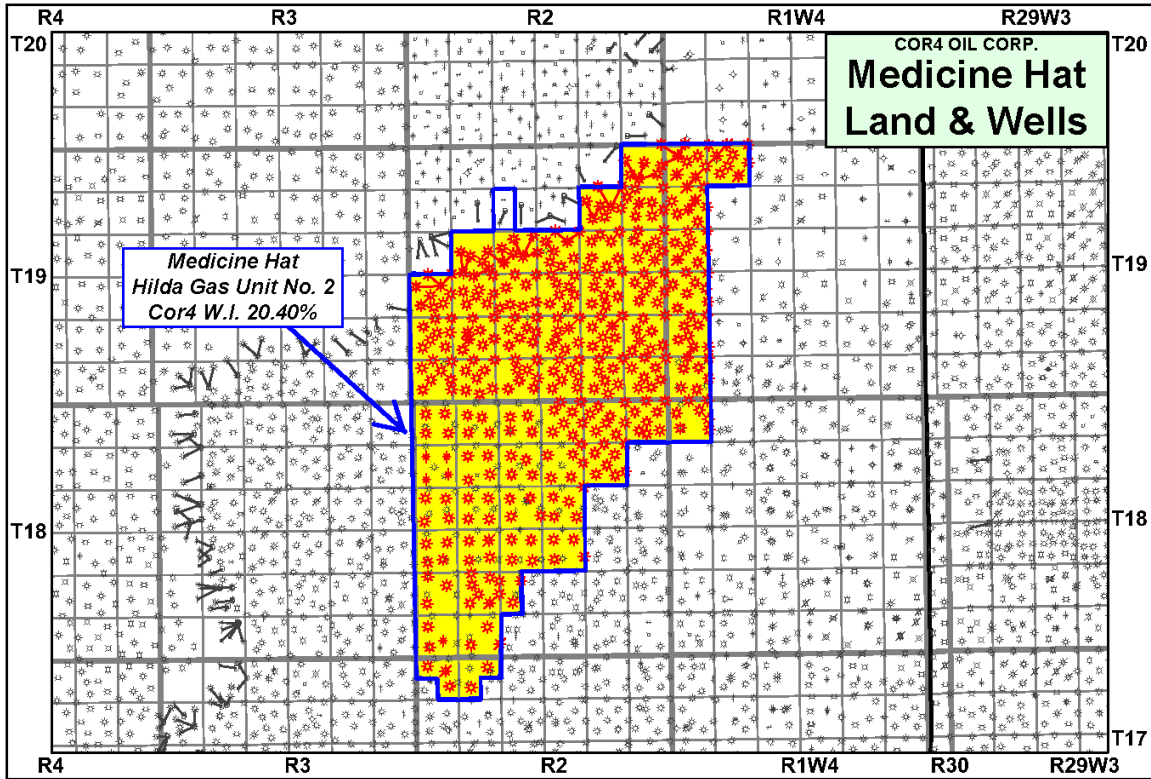 R4 R3 R2 R1W4 R29W3
T20 T20
COR4 OIL CORP.
Medicine Hat
Land & Wells
Medicine Hat
Hilda Gas Unit No. 2
Cor4 W.I. 20.40%
T19 T19
T18 T18
T17
R4 R3 R2 R1W4 R30 R29W3